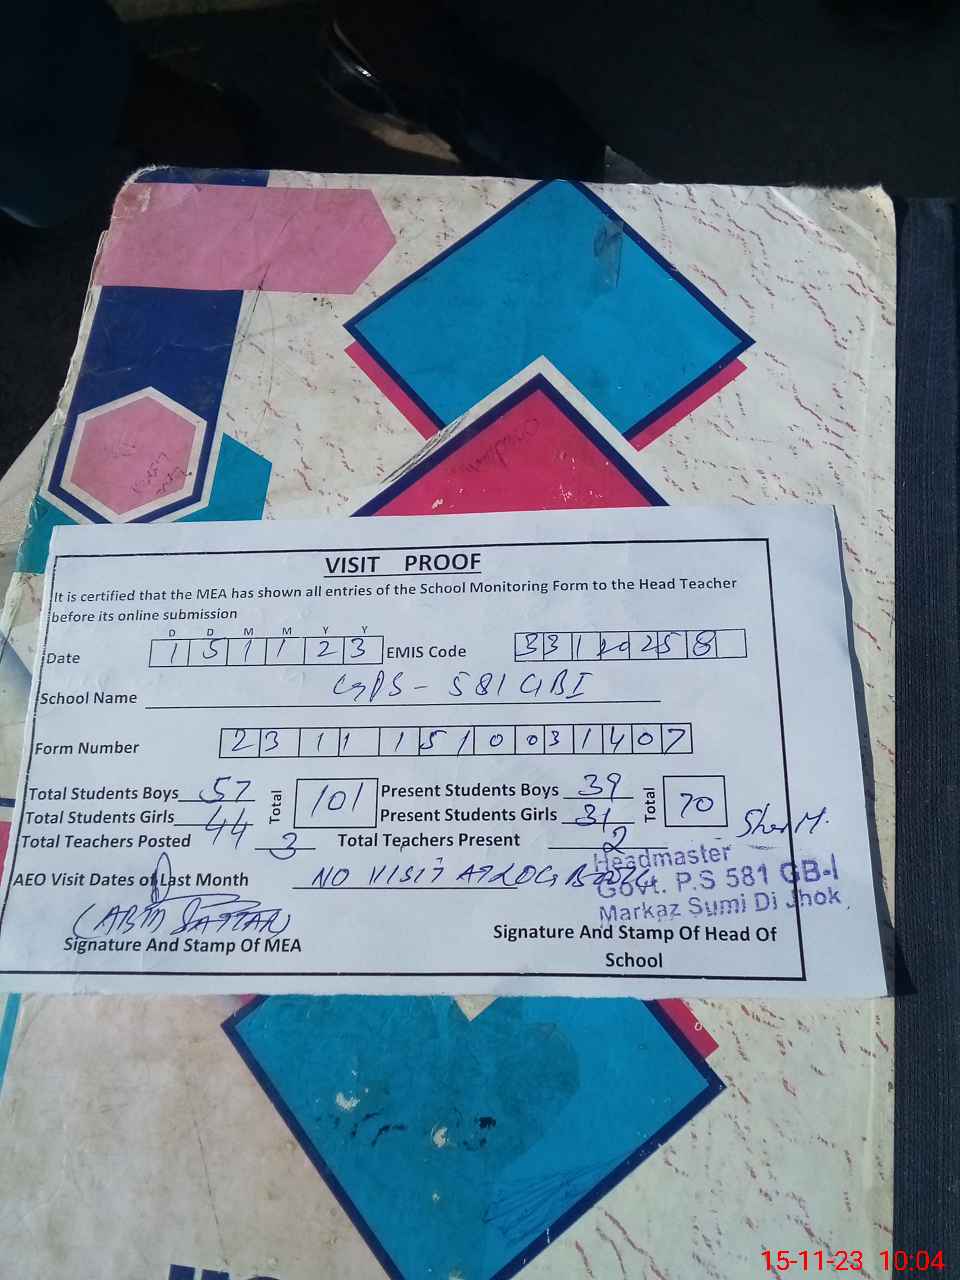 VISIT PROOF
It is certified that the MEA has shown all entries of the School Monitoring Form to the Head Teacher
before its online submission
D D M M Y Y
Date 1 5 1 1 2 3 EMIS Code
School Name GPS - 581 GBI
Form Number 2 3 1 1 1 5 1 0 0 3 1 4 0 7
Total Students Boys 57 Total 101 Present Students Boys 39 Total 70
Total Students Girls 44 Present Students Girls 31
Total Teachers Posted 3 Total Teachers Present 2
Sher M.
AEO Visit Dates of Last Month NO VISIT
Headmaster
Govt. P.S 581 GB-I
Markaz Sumi Di Jhok
SATTAR)
Signature And Stamp Of MEA
Signature And Stamp Of Head Of
School
15-11-23 10:04